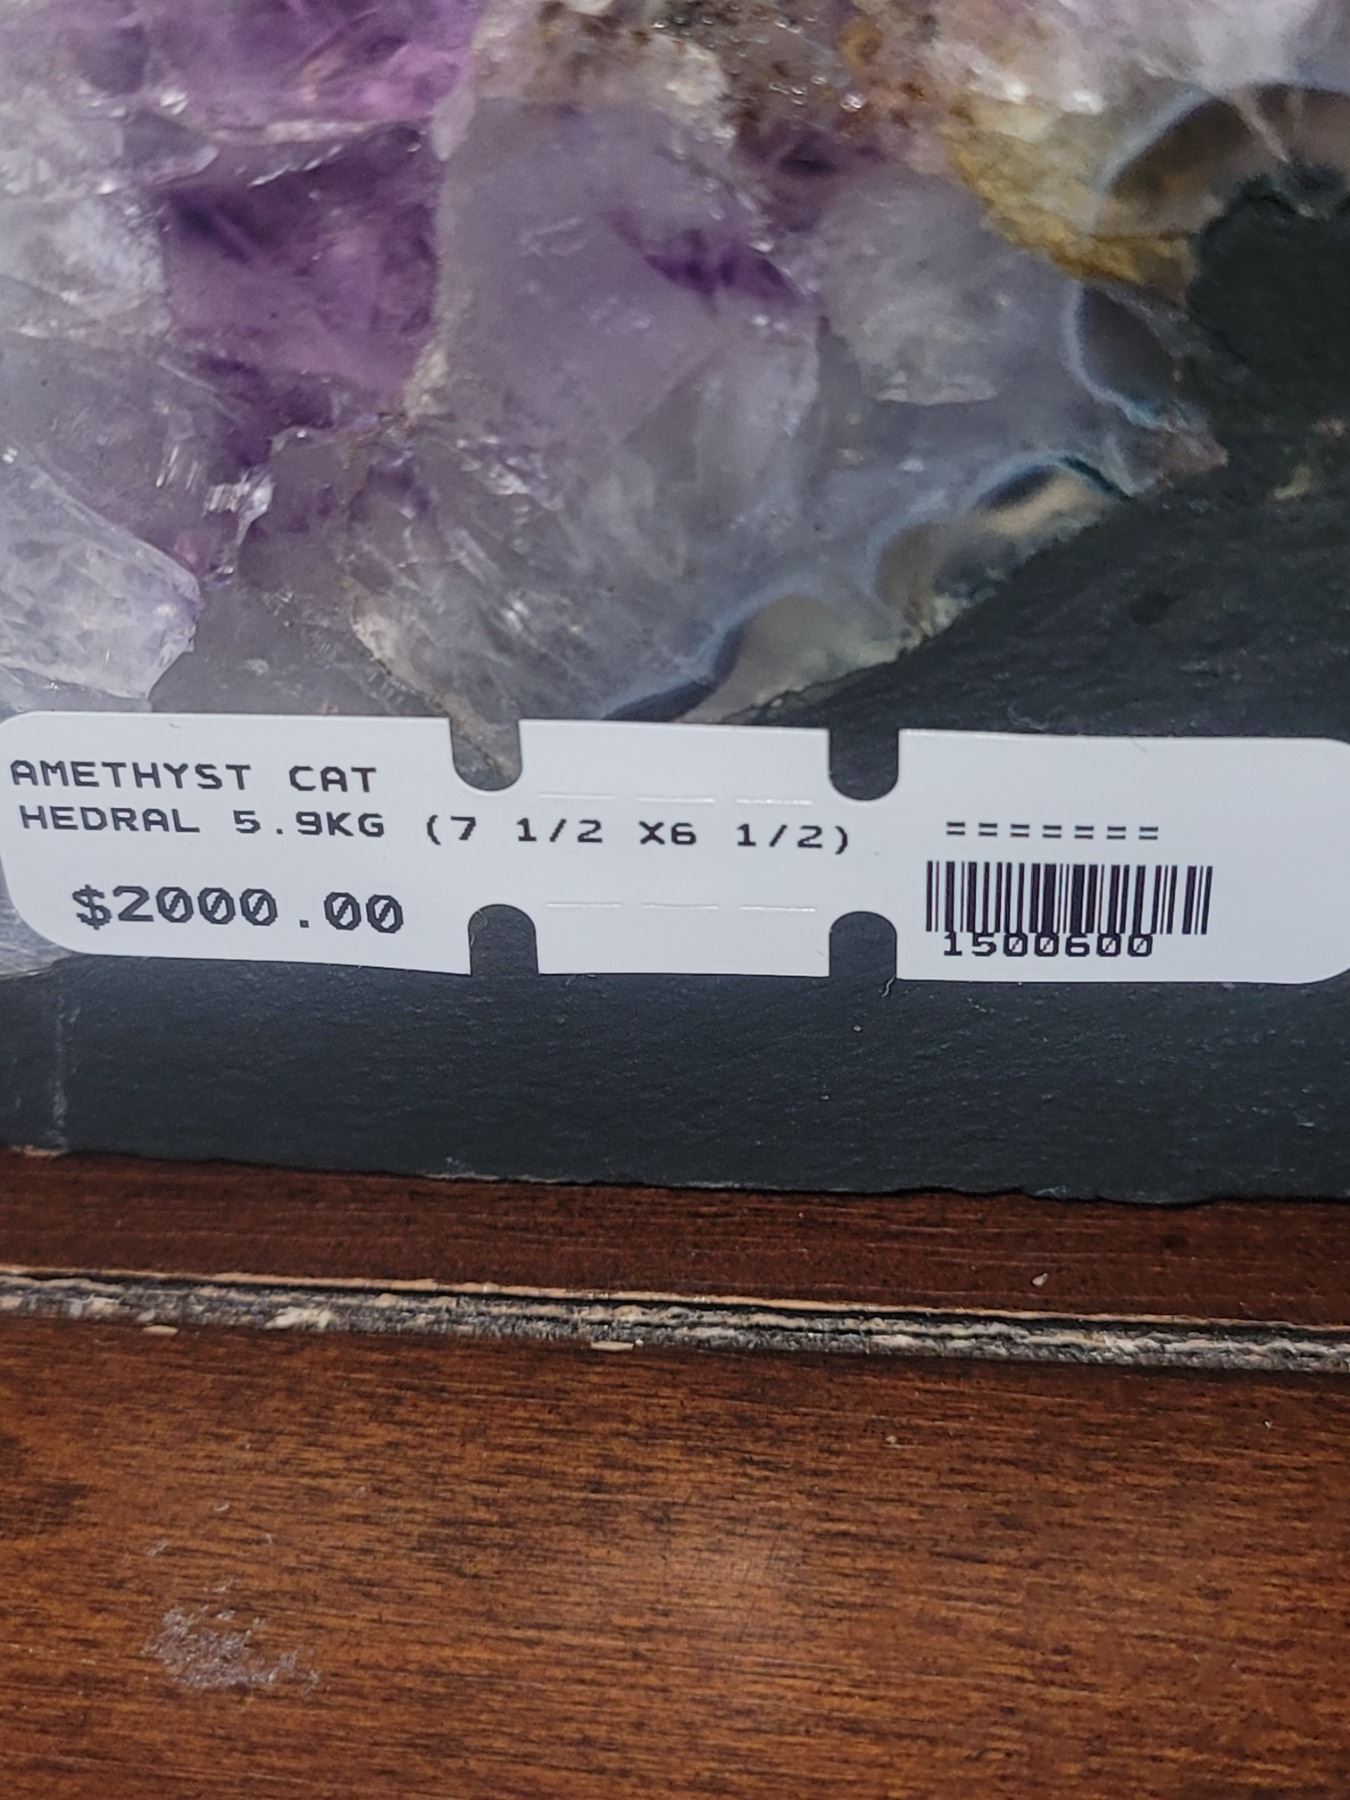 AMETHYST CAT
HEDRAL 5.9KG (7 1/2 X6 1/2)
$2000.00
=======
1500600